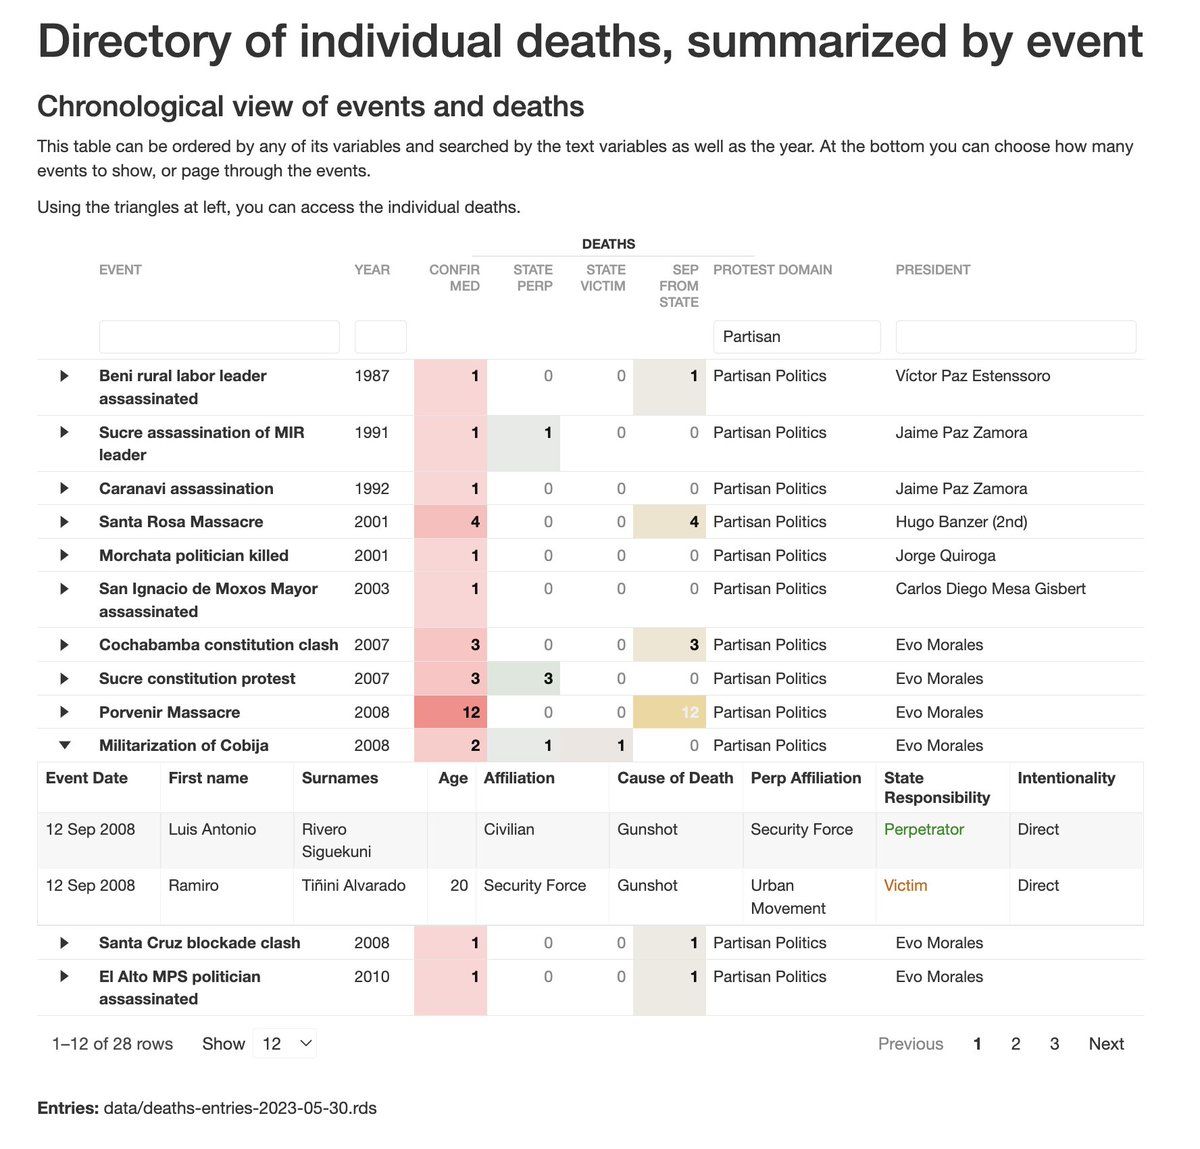 Directory of individual deaths, summarized by event
Chronological view of events and deaths
This table can be ordered by any of its variables and searched by the text variables as well as the year. At the bottom you can choose how many
events to show, or page through the events.
Using the triangles at left, you can access the individual deaths.
DEATHS
EVENT YEAR CONFIR STATE STATE SEP PROTEST DOMAIN PRESIDENT
MED PERP VICTIM FROM
STATE
Partisan
Beni rural labor leader 1987 1 0 0 1 Partisan Politics Víctor Paz Estenssoro
assassinated
Sucre assassination of MIR 1991 1 1 0 0 Partisan Politics Jaime Paz Zamora
leader
Caranavi assassination 1992 1 0 0 0 Partisan Politics Jaime Paz Zamora
Santa Rosa Massacre 2001 4 0 0 4 Partisan Politics Hugo Banzer (2nd)
Morchata politician killed 2001 1 0 0 0 Partisan Politics Jorge Quiroga
San Ignacio de Moxos Mayor 2003 1 0 0 0 Partisan Politics Carlos Diego Mesa Gisbert
assassinated
Cochabamba constitution clash 2007 3 0 0 3 Partisan Politics Evo Morales
Sucre constitution protest 2007 3 3 0 0 Partisan Politics Evo Morales
Porvenir Massacre 2008 12 0 0 12 Partisan Politics Evo Morales
Militarization of Cobija 2008 2 1 1 0 Partisan Politics Evo Morales
Event Date First name Surnames Age Affiliation Cause of Death Perp Affiliation State Intentionality
Responsibility
12 Sep 2008 Luis Antonio Rivero Civilian Gunshot Security Force Perpetrator Direct
Siguekuni
12 Sep 2008 Ramiro Tiñini Alvarado 20 Security Force Gunshot Urban Victim Direct
Movement
Santa Cruz blockade clash 2008 1 0 0 1 Partisan Politics Evo Morales
El Alto MPS politician 2010 1 0 0 1 Partisan Politics Evo Morales
assassinated
1–12 of 28 rows Show 12 Previous 1 2 3 Next
Entries: data/deaths-entries-2023-05-30.rds